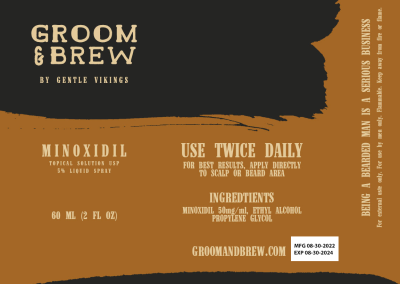 GROOM
& BREW
BY GENTLE VIKINGS
MINOXIDIL
TOPICAL SOLUTION USP
5% LIQUID SPRAY
60 ML (2 FL OZ)
USE TWICE DAILY
FOR BEST RESULTS, APPLY DIRECTLY
TO SCALP OR BEARD AREA
INGREDTIENTS
MINOXIDIL 50mg/ml, ETHYL ALCOHOL
PROPYLENE GLYCOL
GROOMANDBREW.COM
MFG 08-30-2022
EXP 08-30-2024
BEING A BEARDED MAN IS A SERIOUS BUSINESS
For external note only. For use by men only. Flammable. Keep away from fire or flame.